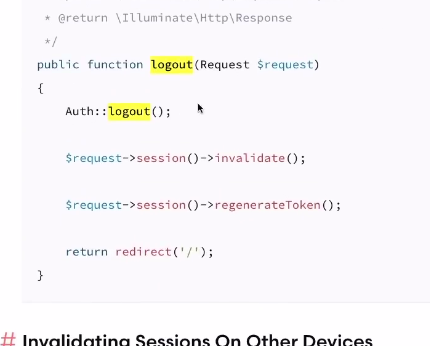 * @return \Illuminate\Http\Response
*/
public function logout(Request $request)
{
Auth::logout();
$request->session()->invalidate();
$request->session()->regenerateToken();
return redirect('/');
}
# Invalidating Sessions On Other Devices